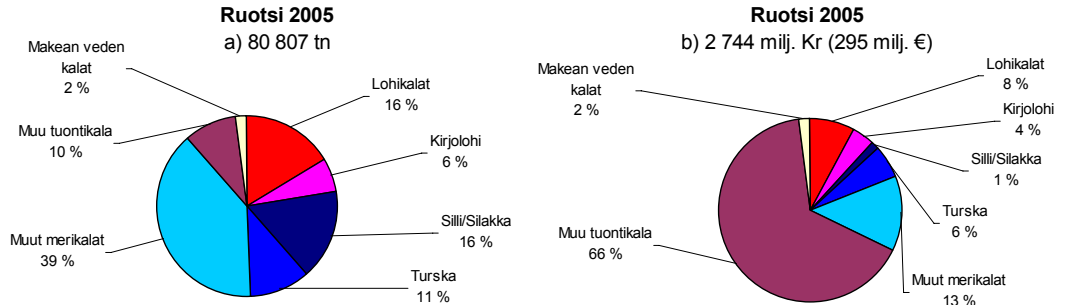 Ruotsi 2005
a) 80 807 tn
Makean veden
kalat
2 %
Lohikalat
16 %
Kirjolohi
6 %
Silli/Silakka
16 %
Turska
11 %
Muut merikalat
39 %
Muu tuontikala
10 %
Ruotsi 2005
b) 2 744 milj. Kr (295 milj. €)
Makean veden
kalat
2 %
Lohikalat
8 %
Kirjolohi
4 %
Silli/Silakka
1 %
Turska
6 %
Muut merikalat
13 %
Muu tuontikala
66 %